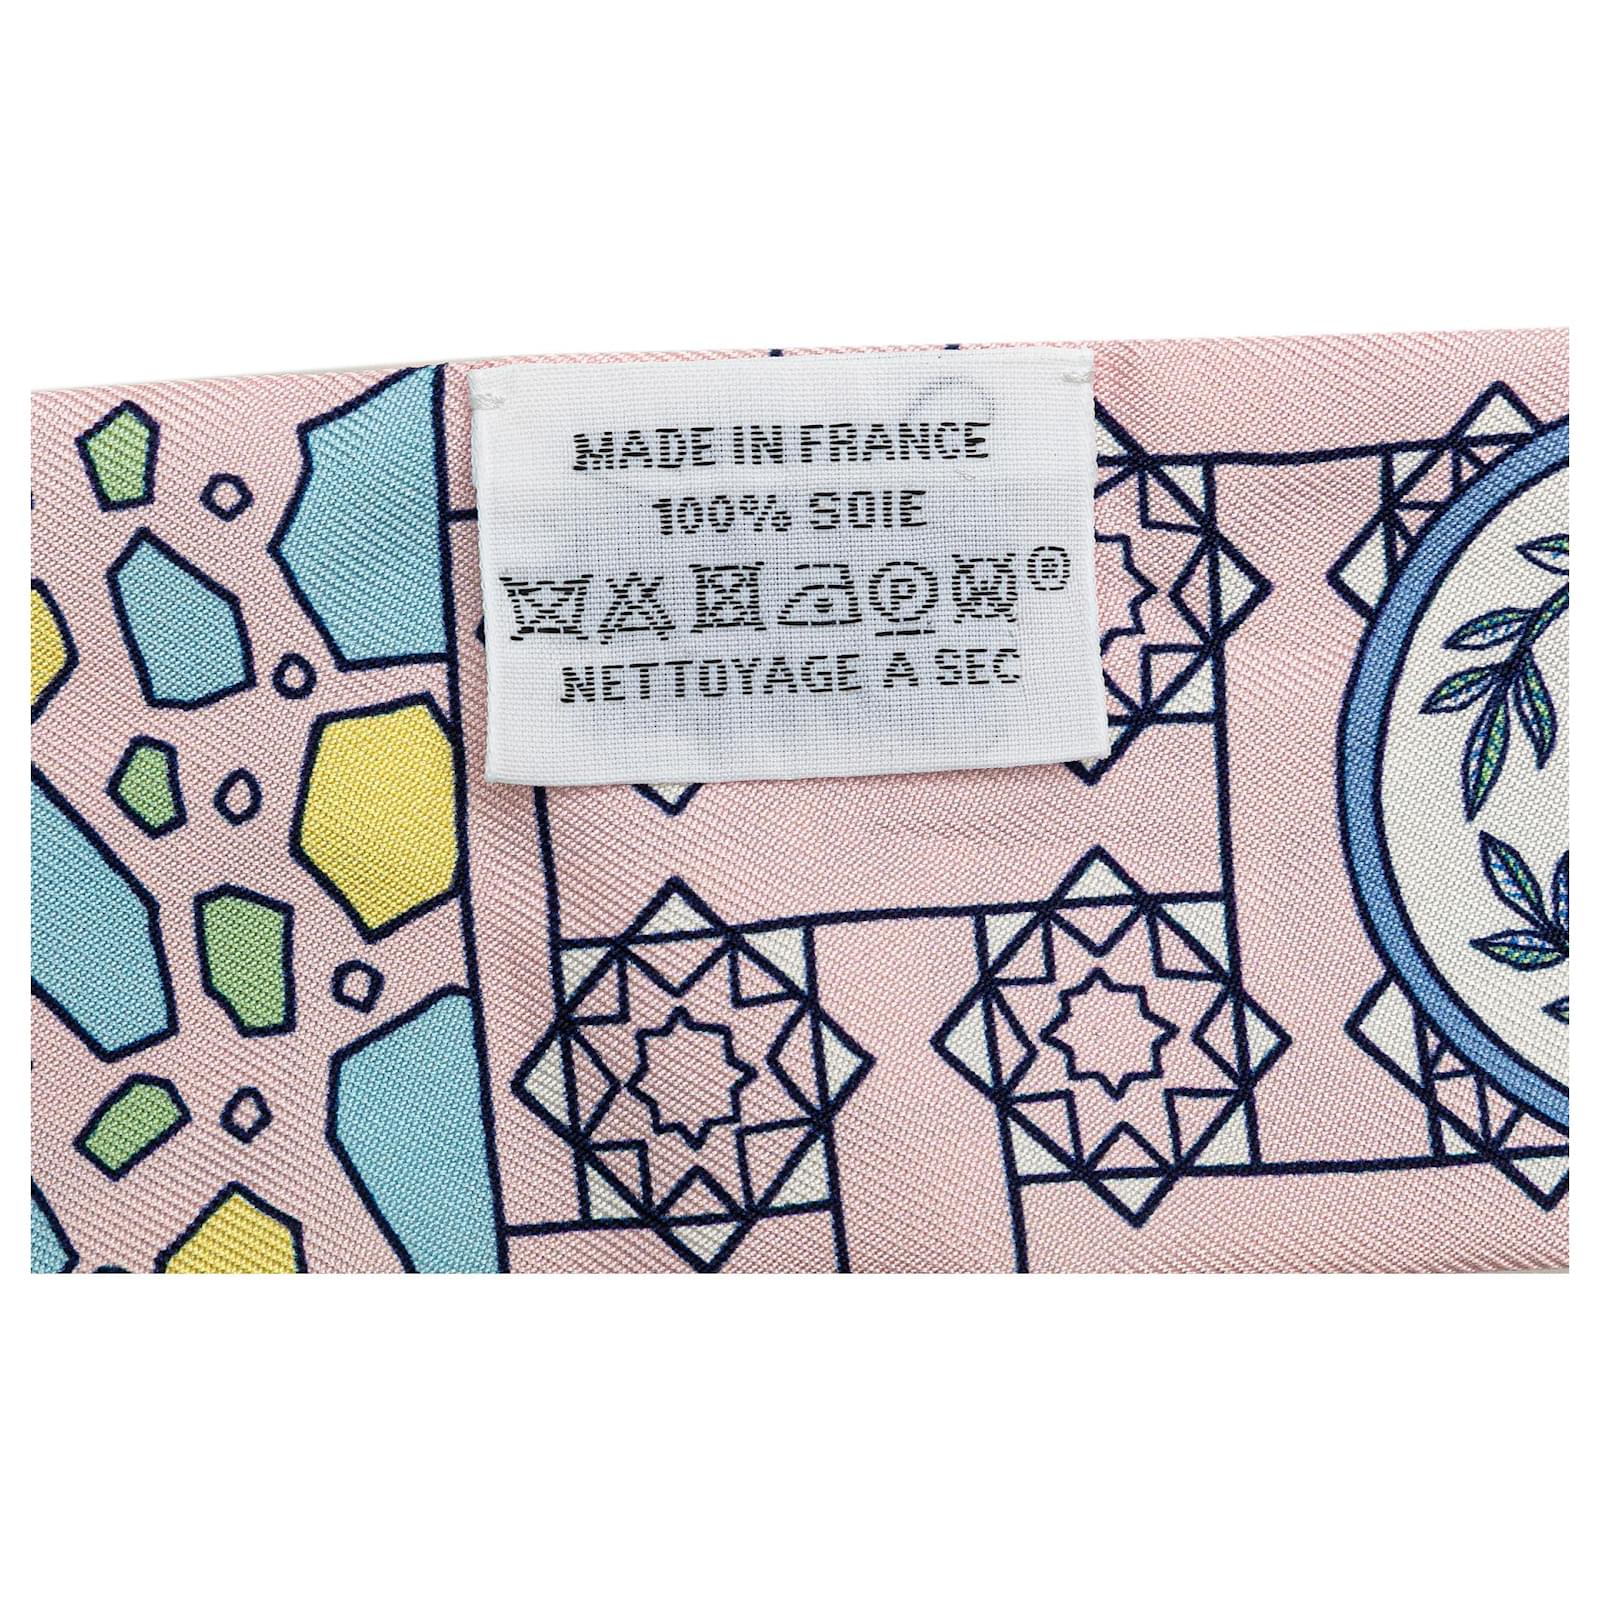 MADE IN FRANCE
100% SOIE
P ®
NETTOYAGE A SEC